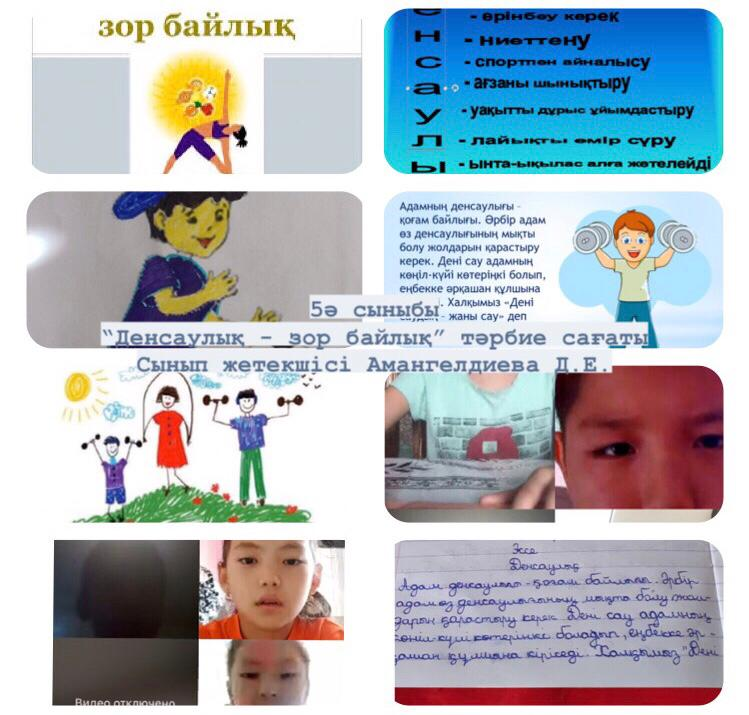 зор байлық
е - ерінбеу керек
н - ниеттену
с - спортпен айналысу
а - ағзаны шынықтыру
у - уақытты дұрыс ұйымдастыру
л - лайықты өмір сүру
ы - ынта-ықылас алға жетелейді
Адамның денсаулығы –
қоғам байлығы. Әрбір адам
өз денсаулығының мықты
болу жолдарын қарастыру
керек. Дені сау адамның
көңіл-күйі көтеріңкі болып,
еңбекке әрқашан құлшына
Халқымыз «Дені
- жаны сау» деп
5ә сыныбы
“Денсаулық - зор байлық” тәрбие сағаты
Сынып жетекшісі Амангелдиева Д.Е.
Видео отключено
Эссе
Денсаулық
Адам денсаулығы - қоғам байлығы. Әрбір
адам өз денсаулығының мықты болу жол-
дарын қарастыру керек. Дені сау адамның
көңіл күйі көтеріңкі болады, еңбекке әр-
қашан құлшына кіріседі. Халқымыз "Дені